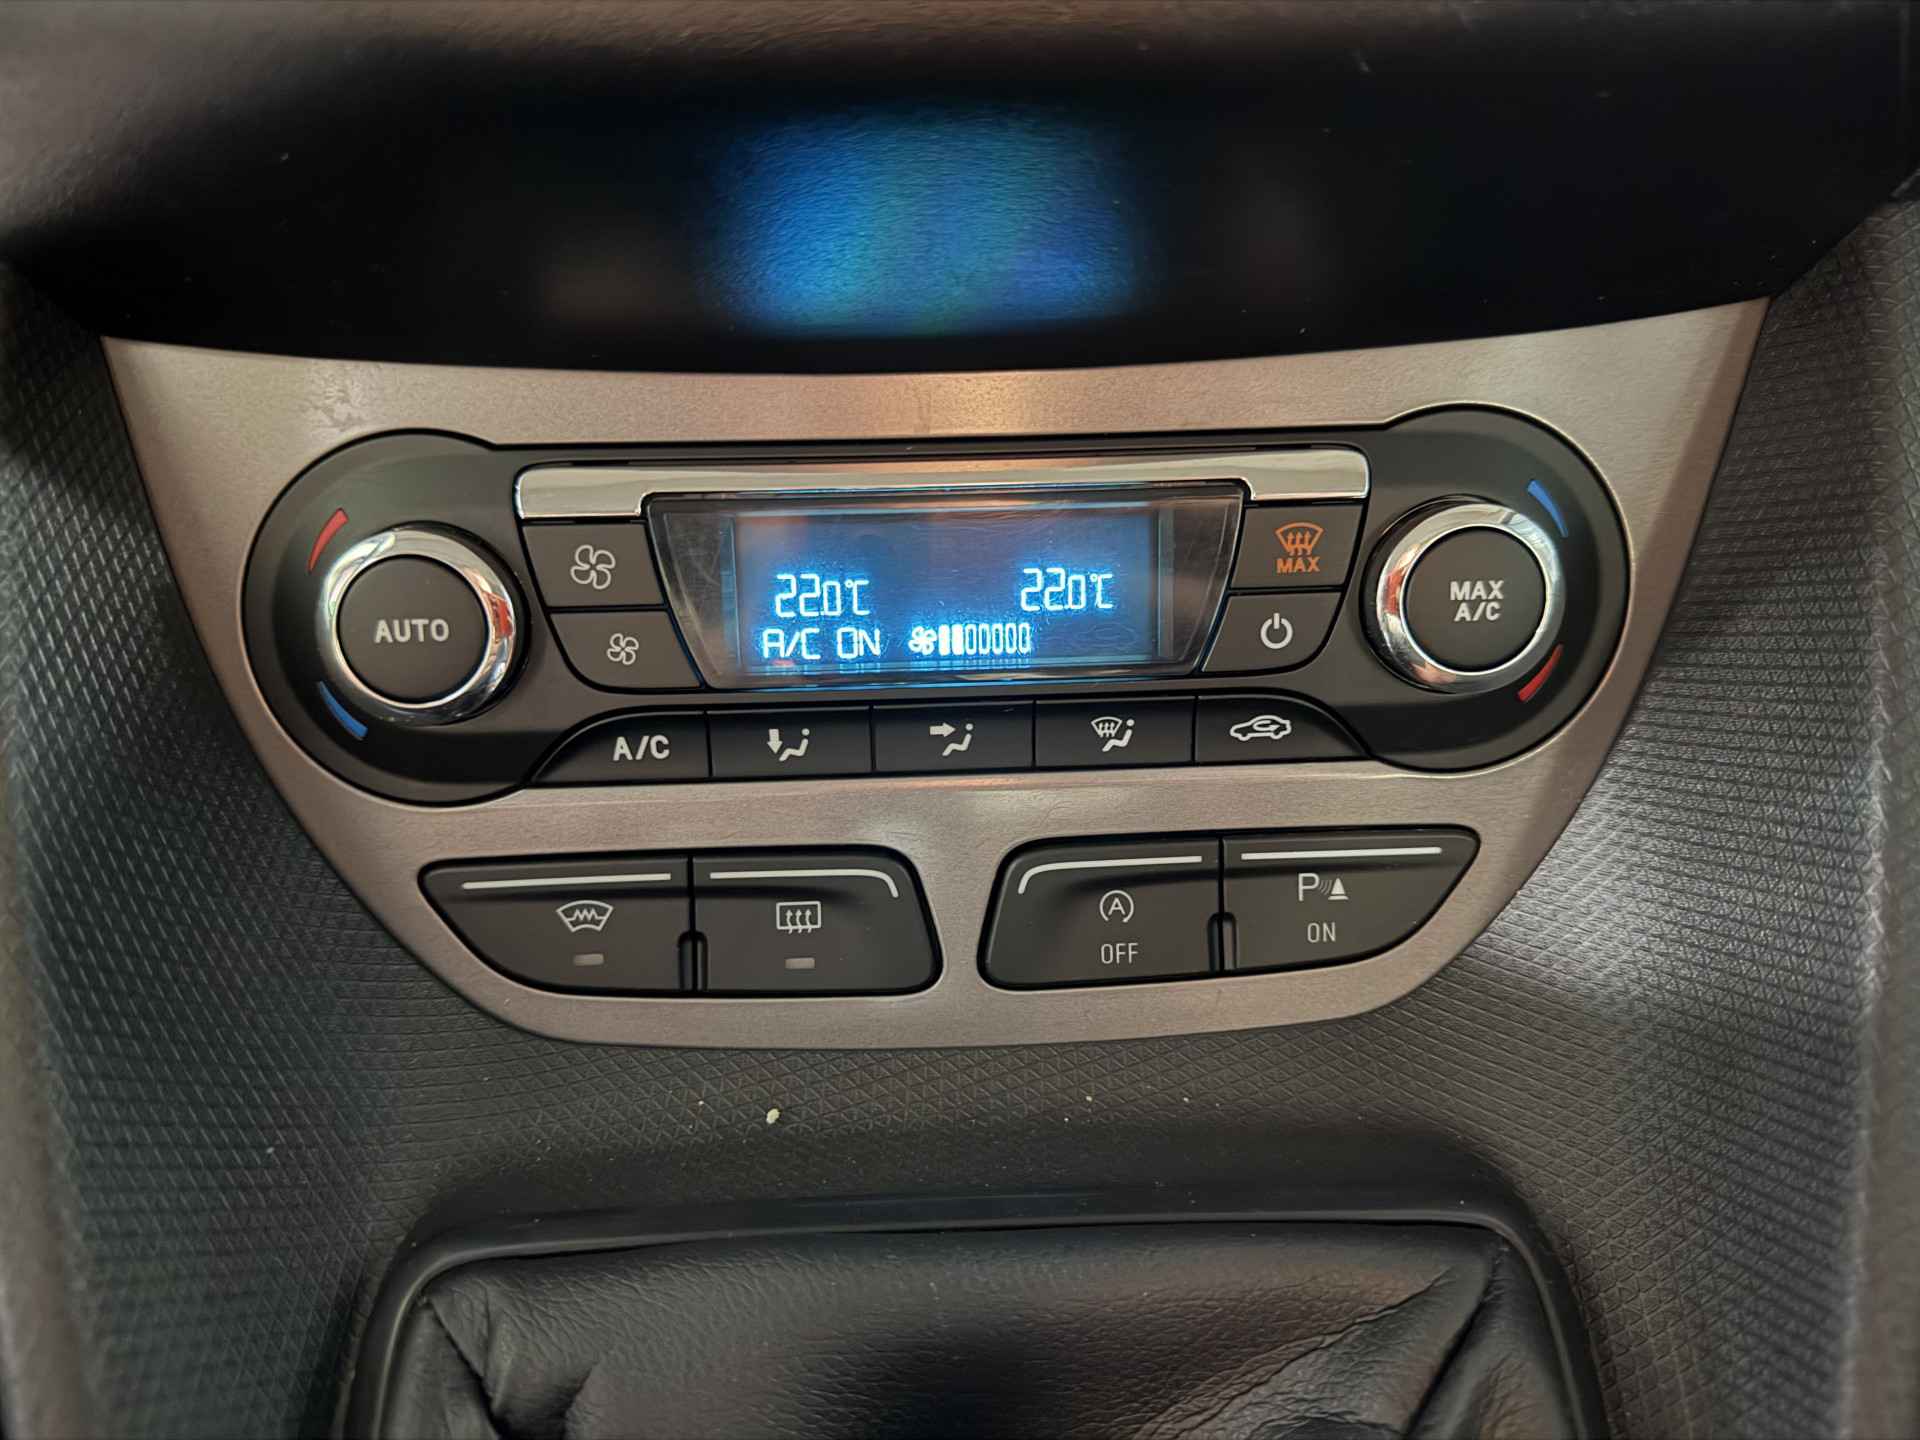 22.0°C 22.0°C
A/C ON
MAX
AUTO
MAX
A/C
A/C
A
OFF
P
ON